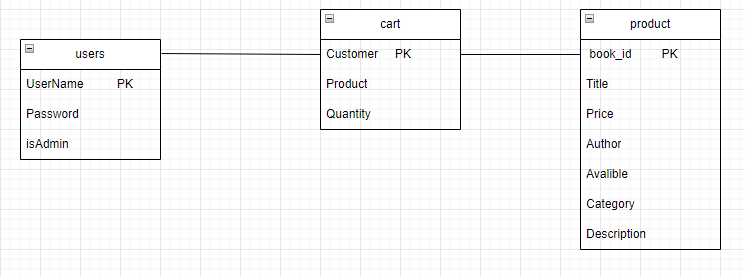 users
UserName PK
Password
isAdmin
cart
Customer PK
Product
Quantity
product
book_id PK
Title
Price
Author
Avalible
Category
Description